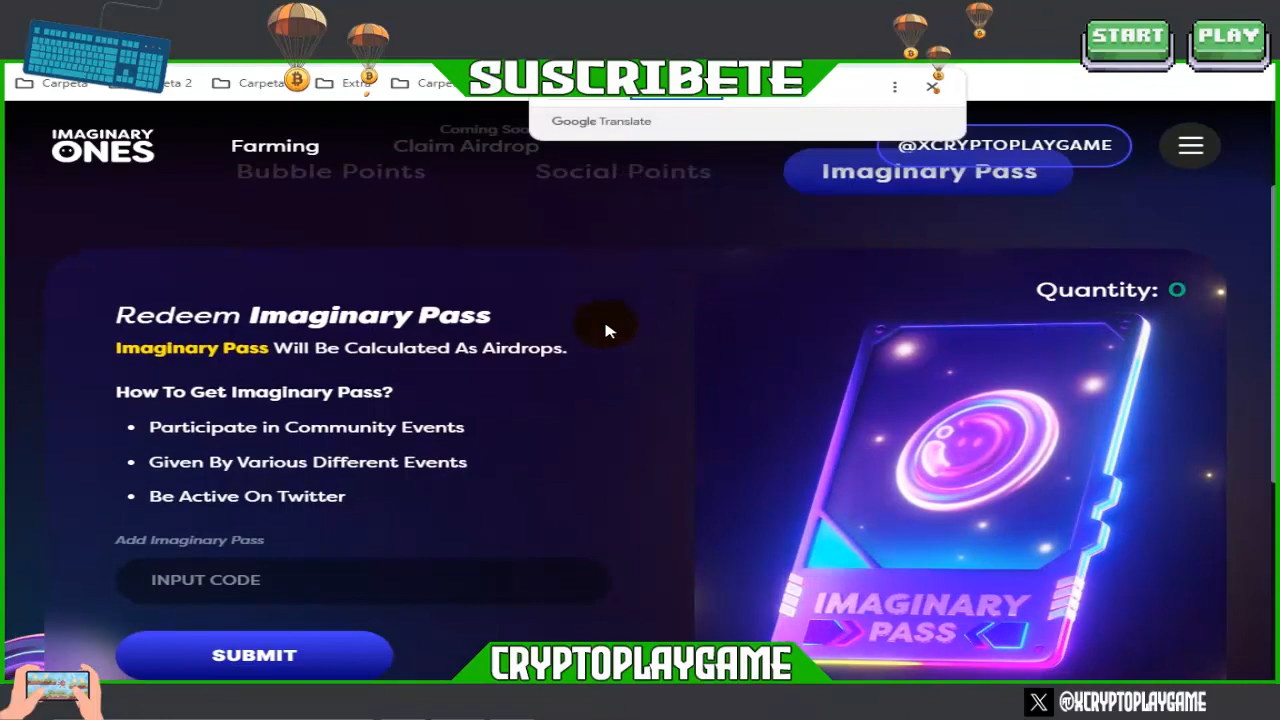 START
PLAY
SUSCRIBETE
Carpeta
2
Carpeta
Extra
Google Translate
IMAGINARY
ONES
Farming
Claim Airdrop
@XCRYPTOPLAYGAME
Bubble Points
Social Points
Imaginary Pass
Quantity: 0
Redeem Imaginary Pass
Imaginary Pass Will Be Calculated As Airdrops.
How To Get Imaginary Pass?
• Participate in Community Events
• Given By Various Different Events
• Be Active On Twitter
Add Imaginary Pass
INPUT CODE
SUBMIT
IMAGINARY
PASS
CRYPTOPLAYGAME
X @XCRYPTOPLAYGAME